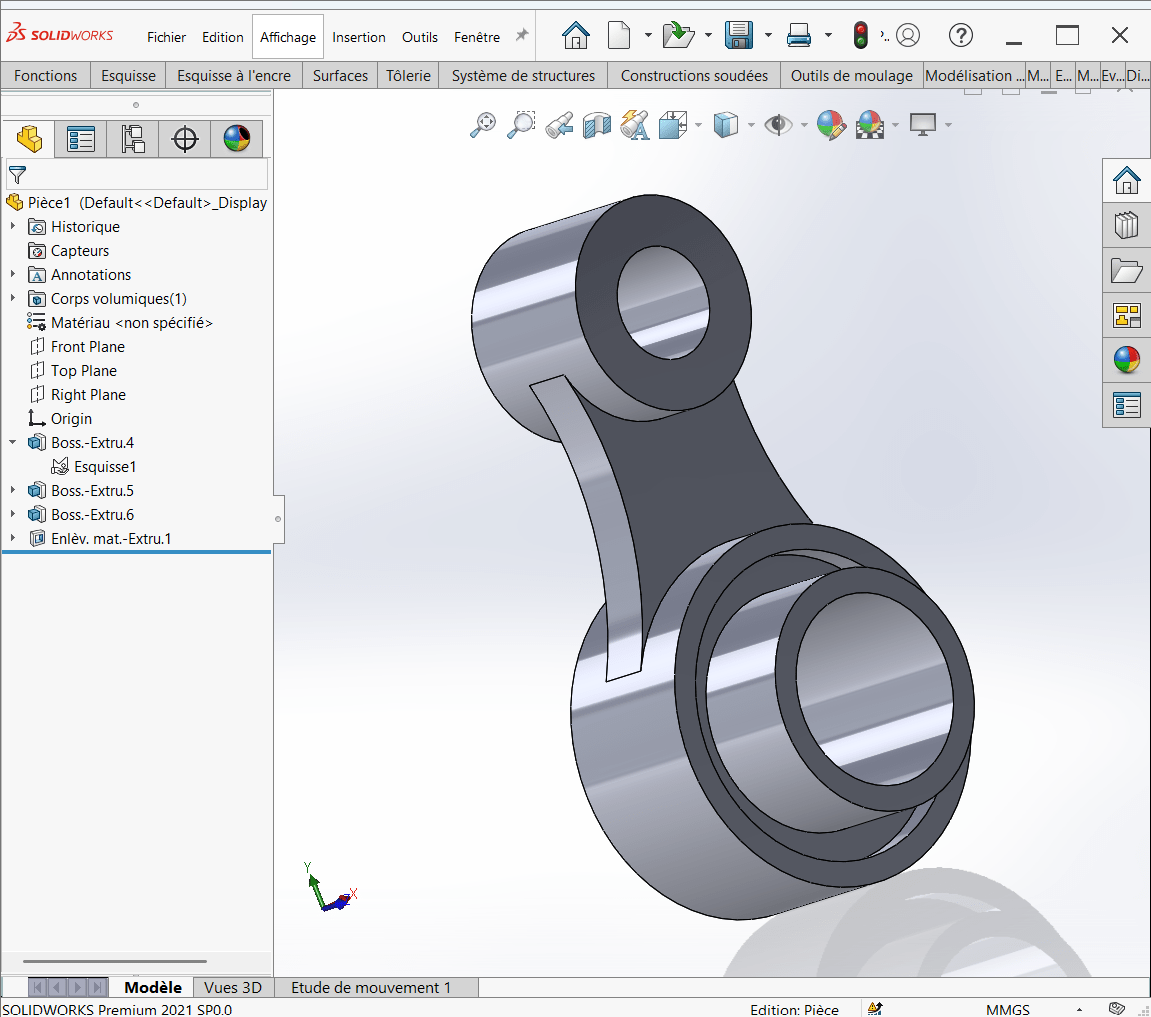 SOLIDWORKS Fichier Edition Affichage Insertion Outils Fenêtre
Fonctions Esquisse Esquisse à l'encre Surfaces Tôlerie Système de structures Constructions soudées Outils de moulage Modélisation ... M... E... M... Ev... Di...
Pièce1 (Default<<Default>_Display
Historique
Capteurs
Annotations
Corps volumiques(1)
Matériau <non spécifié>
Front Plane
Top Plane
Right Plane
Origin
Boss.-Extru.4
Esquisse1
Boss.-Extru.5
Boss.-Extru.6
Enlèv. mat.-Extru.1
Y
X
Modèle Vues 3D Etude de mouvement 1
SOLIDWORKS Premium 2021 SP0.0 Edition: Pièce MMGS